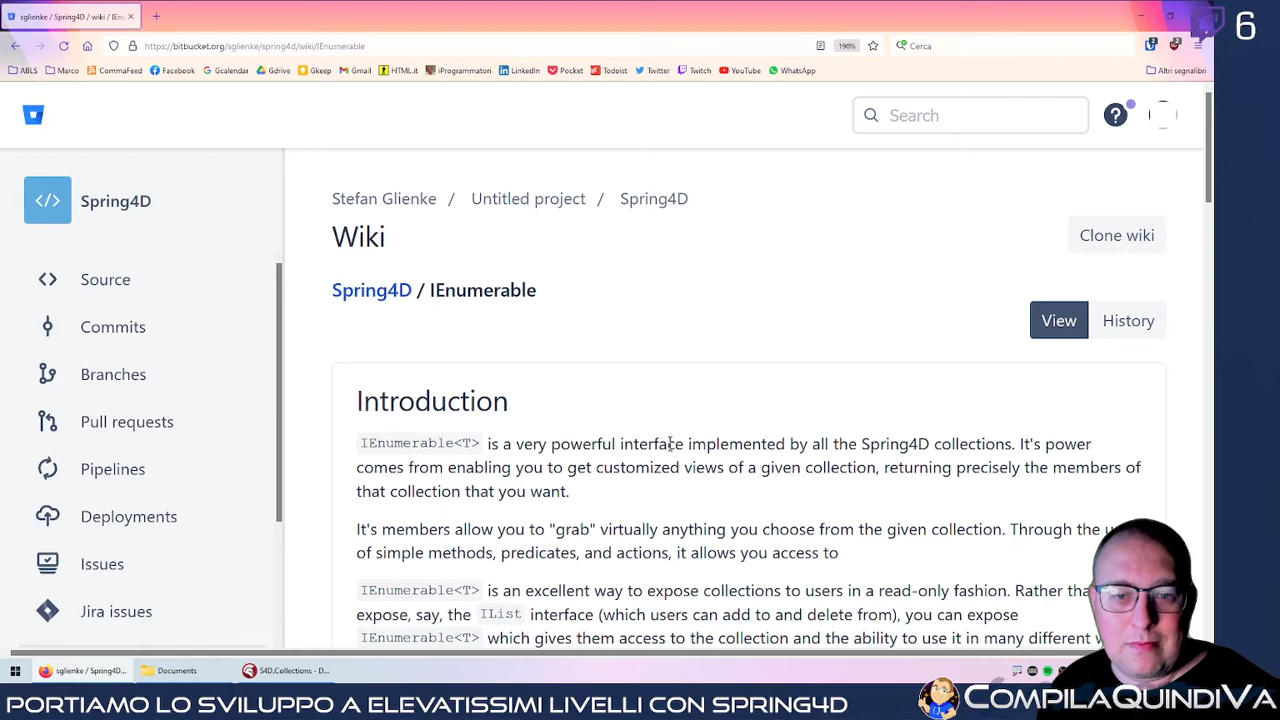 sglienke / Spring4D / wiki / IEnu
6
https://bitbucket.org/sglienke/spring4d/wiki/IEnumerable
190%
Cerca
ABLS
Marco
CommaFeed
Facebook
Gcalendar
Gdrive
Gkeep
Gmail
HTML.it
iProgrammatori
LinkedIn
Pocket
Todoist
Twitter
Twitch
YouTube
WhatsApp
Altri segnalibri
Search
Spring4D
Stefan Glienke / Untitled project / Spring4D
Wiki
Clone wiki
Source
Spring4D / IEnumerable
Commits
View
History
Branches
Introduction
Pull requests
IEnumerable<T> is a very powerful interface implemented by all the Spring4D collections. It's power
comes from enabling you to get customized views of a given collection, returning precisely the members of
Pipelines
that collection that you want.
Deployments
It's members allow you to "grab" virtually anything you choose from the given collection. Through the
of simple methods, predicates, and actions, it allows you access to
Issues
IEnumerable<T> is an excellent way to expose collections to users in a read-only fashion. Rather
Jira issues
expose, say, the IList interface (which users can add to and delete from), you can expose
IEnumerable<T> which gives them access to the collection and the ability to use it in many different
sglienke / Spring4D...
Documents
S4D.Collections - D...
PORTIAMO LO SVILUPPO A ELEVATISSIMI LIVELLI CON SPRING4D
COMPILAQUINDIVA